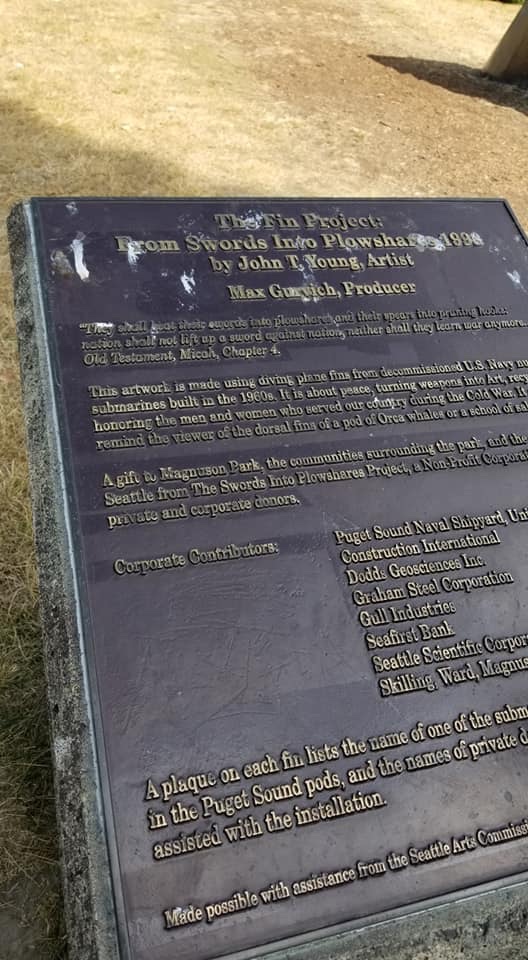 The Fin Project:
From Swords Into Plowshares 1998
by John T. Young, Artist
Max Gurvich, Producer
"They shall beat their swords into plowshares and their spears into pruning hooks:
nation shall not lift up a sword against nation, neither shall they learn war anymore.
Old Testament, Micah, Chapter 4.
This artwork is made using diving plane fins from decommissioned U.S. Navy
submarines built in the 1960s. It is about peace, turning weapons into Art,
honoring the men and women who served our country during the Cold War.
remind the viewer of the dorsal fins of a pod of Orca whales or a school of
A gift to Magnuson Park, the communities surrounding the park, and the
Seattle from The Swords Into Plowshares Project, a Non-Profit
private and corporate donors.
Corporate Contributors:
Puget Sound Naval Shipyard,
Construction International
Dodds Geosciences Inc.
Graham Steel Corporation
Gull Industries
Seafirst Bank
Seattle Scientific
Skilling, Ward,
A plaque on each fin lists the name of one of the
in the Puget Sound pods, and the names of private
assisted with the installation.
Made possible with assistance from the Seattle Arts